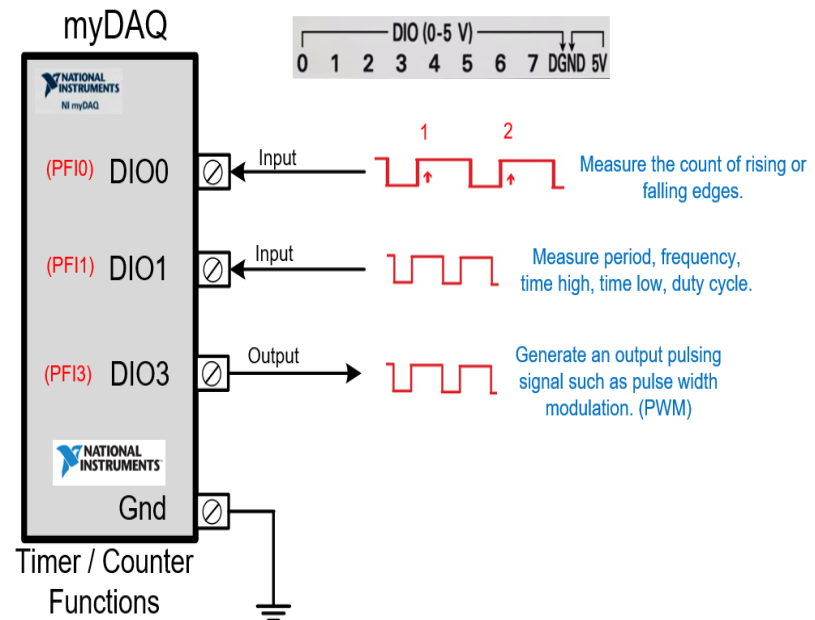 myDAQ
DIO (0-5 V)
0 1 2 3 4 5 6 7 DGND 5V
NATIONAL
INSTRUMENTS
NI myDAQ
1 2
(PFI0) DIO0
Input
Measure the count of rising or
falling edges.
(PFI1) DIO1
Input
Measure period, frequency,
time high, time low, duty cycle.
(PFI3) DIO3
Output
Generate an output pulsing
signal such as pulse width
modulation. (PWM)
NATIONAL
INSTRUMENTS
Gnd
Timer / Counter
Functions